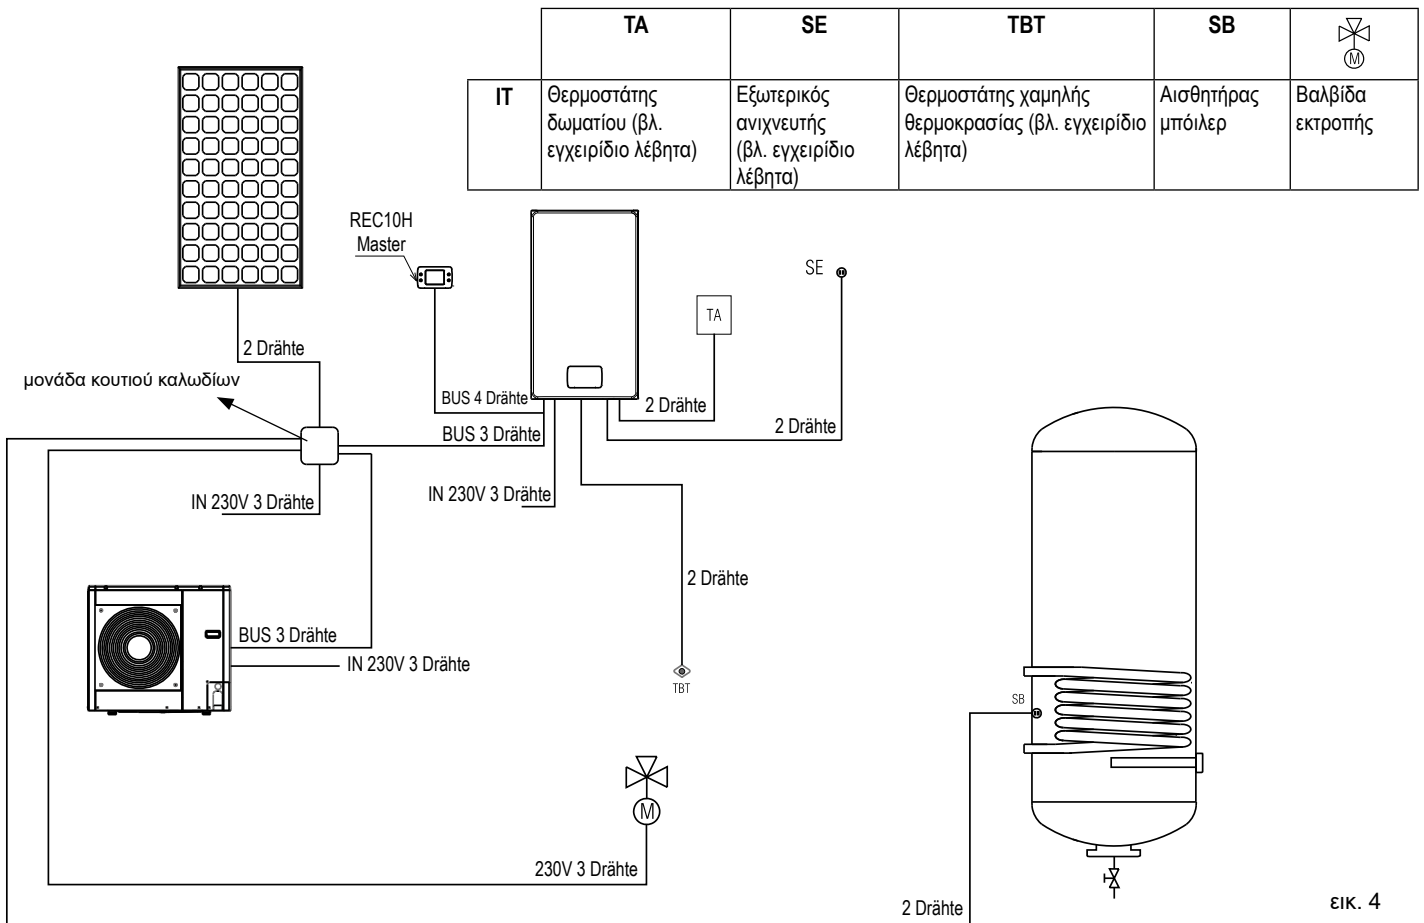 TA SE TBT SB
M
IT Θερμοστάτης Εξωτερικός Θερμοστάτης χαμηλής Αισθητήρας Βαλβίδα
δωματίου (βλ. ανιχνευτής θερμοκρασίας (βλ. εγχειρίδιο μπόιλερ εκτροπής
εγχειρίδιο λέβητα) (βλ. εγχειρίδιο λέβητα)
λέβητα)
REC10H
Master
SE
TA
2 Drähte
μονάδα κουτιού καλωδίων
BUS 4 Drähte
2 Drähte
2 Drähte
BUS 3 Drähte
IN 230V 3 Drähte
IN 230V 3 Drähte
2 Drähte
BUS 3 Drähte
IN 230V 3 Drähte
TBT
SB
M
230V 3 Drähte
2 Drähte
εικ. 4